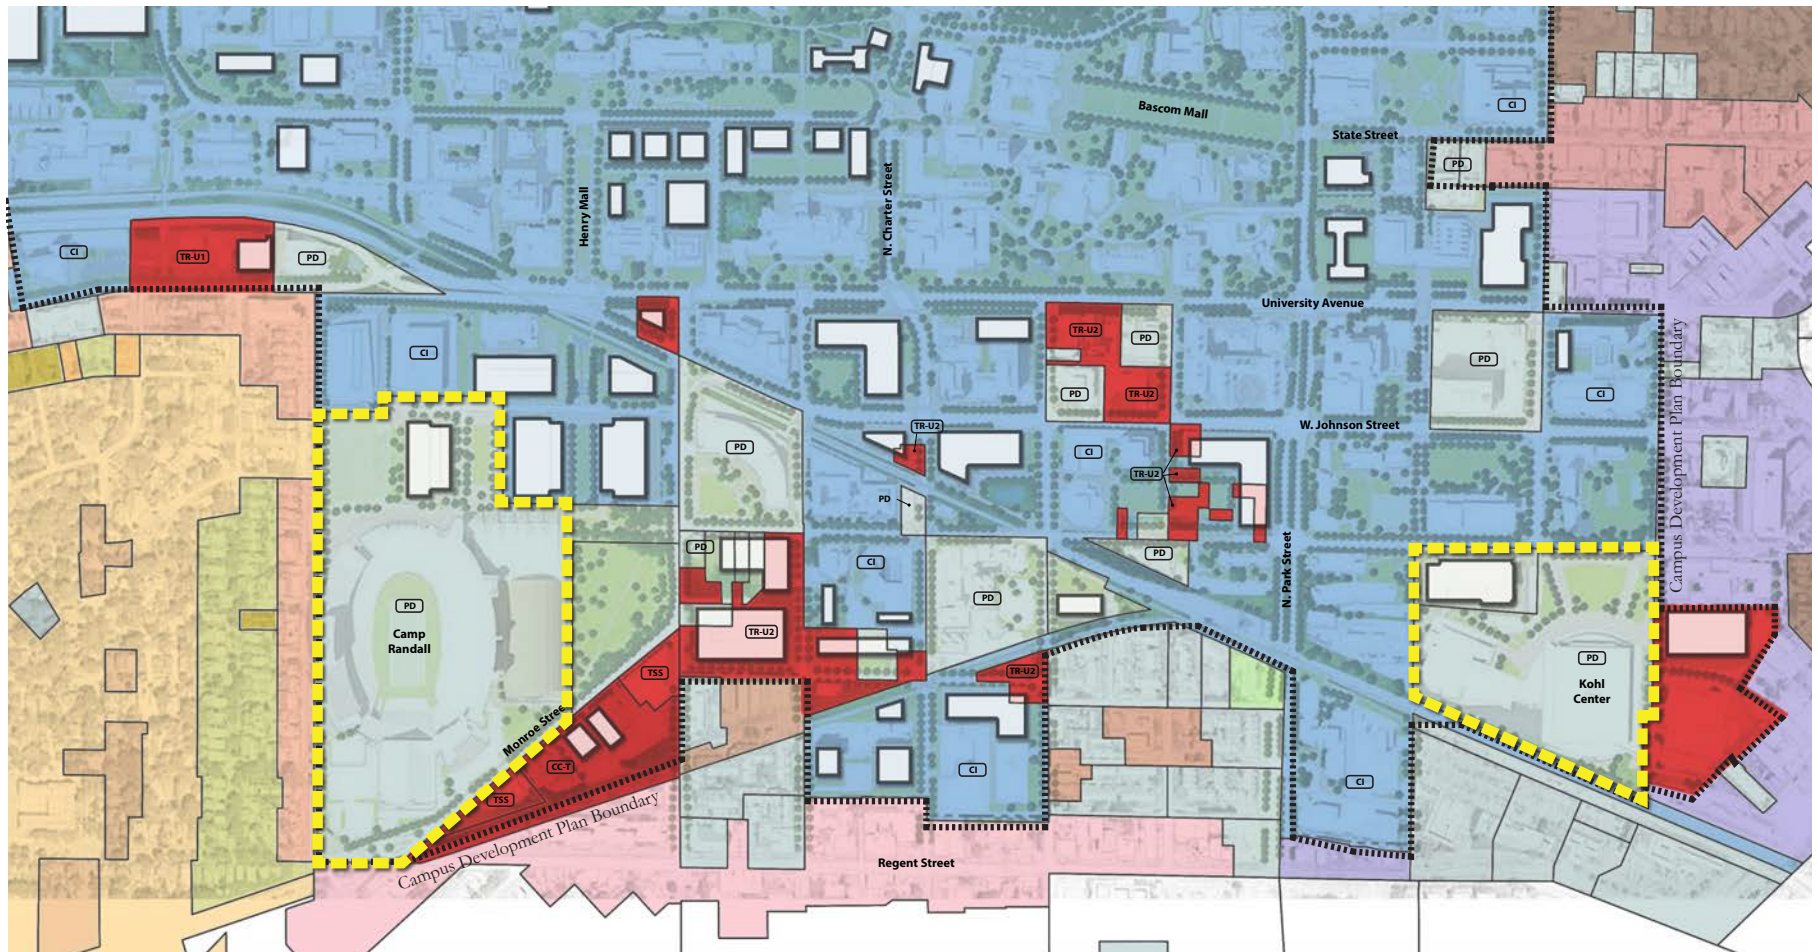 Bascom Mall
CI
State Street
PD
Henry Mall
N. Charter Street
CI
TR-U1
PD
University Avenue
TR-U2
PD
CI
PD
Campus Development Plan Boundary
PD
TR-U2
CI
W. Johnson Street
TR-U2
PD
CI
TR-U2
PD
PD
PD
CI
N. Park Street
PD
Camp
Randall
PD
TR-U2
TSS
TR-U2
PD
Kohl
Center
Monroe Stree
CC-T
TSS
CI
CI
Campus Development Plan Boundary
Regent Street